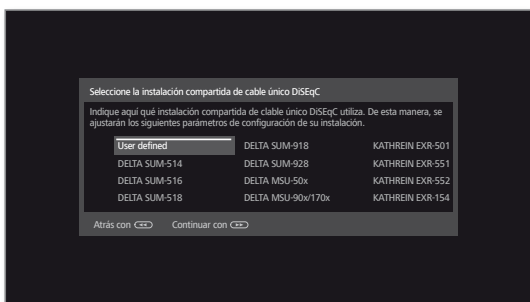 Seleccione la instalación compartida de cable único DiSEqC
Indique aquí qué instalación compartida de clable único DiSEqC utiliza. De esta manera, se
ajustarán los siguientes parámetros de configuración de su instalación.
User defined DELTA SUM-918 KATHREIN EXR-501
DELTA SUM-514 DELTA SUM-928 KATHREIN EXR-551
DELTA SUM-516 DELTA MSU-50x KATHREIN EXR-552
DELTA SUM-518 DELTA MSU-90x/170x KATHREIN EXR-154
Atrás con Continuar con